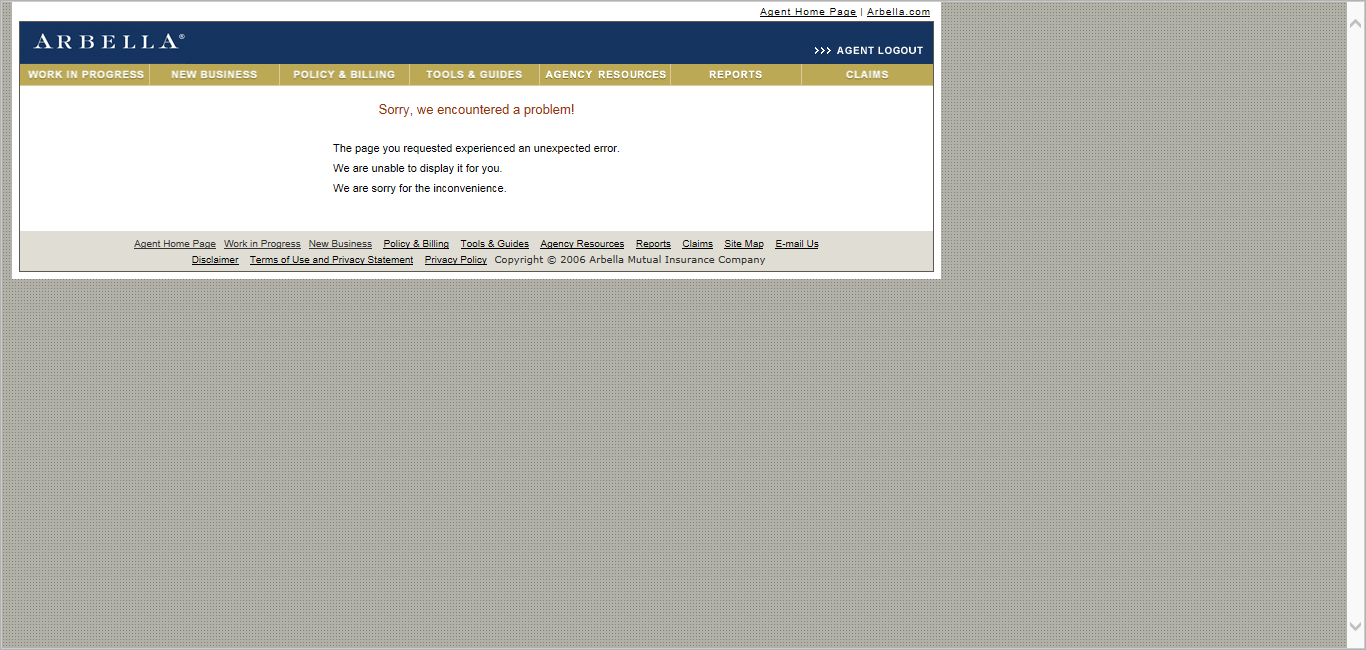 Agent Home Page | Arbella.com
ARBELLA®
>>> AGENT LOGOUT
WORK IN PROGRESS NEW BUSINESS POLICY & BILLING TOOLS & GUIDES AGENCY RESOURCES REPORTS CLAIMS
Sorry, we encountered a problem!
The page you requested experienced an unexpected error.
We are unable to display it for you.
We are sorry for the inconvenience.
Agent Home Page Work in Progress New Business Policy & Billing Tools & Guides Agency Resources Reports Claims Site Map E-mail Us
Disclaimer Terms of Use and Privacy Statement Privacy Policy Copyright © 2006 Arbella Mutual Insurance Company